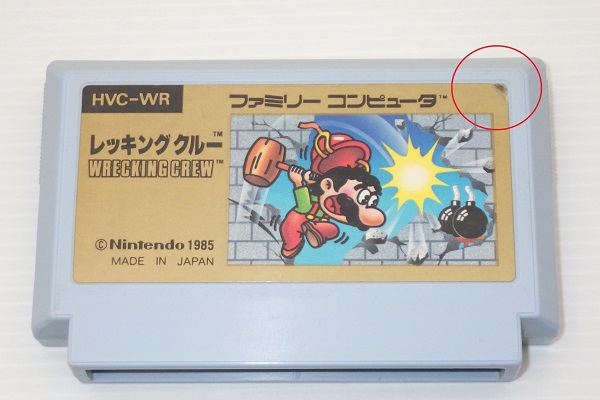 HVC-WR
ファミリー コンピュータ™
レッキングクルー™
WRECKING CREW™
©Nintendo 1985
MADE IN JAPAN